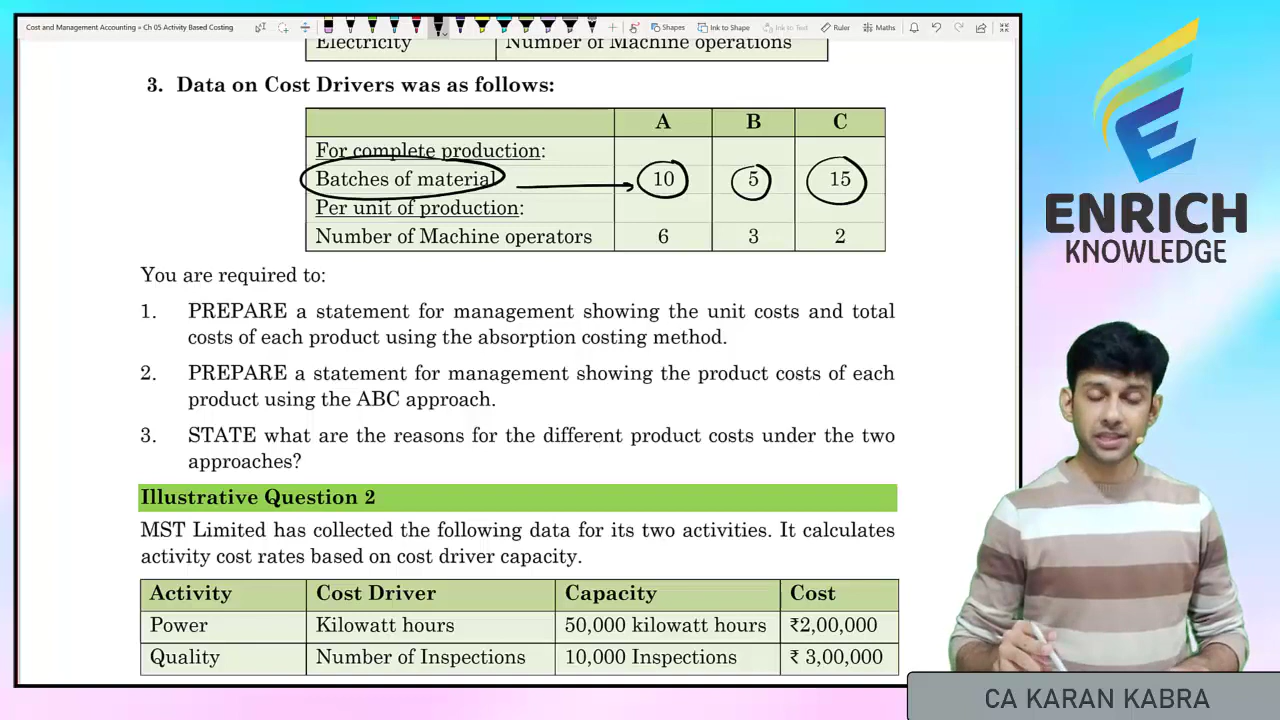 Cost and Management Accounting » Ch 05 Activity Based Costing
Shapes
Ink to Shape
Ink to Text
Ruler
Maths
Electricity Number of Machine operations
3. Data on Cost Drivers was as follows:
A B C
For complete production:
Batches of material 10 5 15
Per unit of production:
Number of Machine operators 6 3 2
You are required to:
1. PREPARE a statement for management showing the unit costs and total
costs of each product using the absorption costing method.
2. PREPARE a statement for management showing the product costs of each
product using the ABC approach.
3. STATE what are the reasons for the different product costs under the two
approaches?
Illustrative Question 2
MST Limited has collected the following data for its two activities. It calculates
activity cost rates based on cost driver capacity.
Activity Cost Driver Capacity Cost
Power Kilowatt hours 50,000 kilowatt hours ₹2,00,000
Quality Number of Inspections 10,000 Inspections ₹ 3,00,000
ENRICH
KNOWLEDGE
CA KARAN KABRA